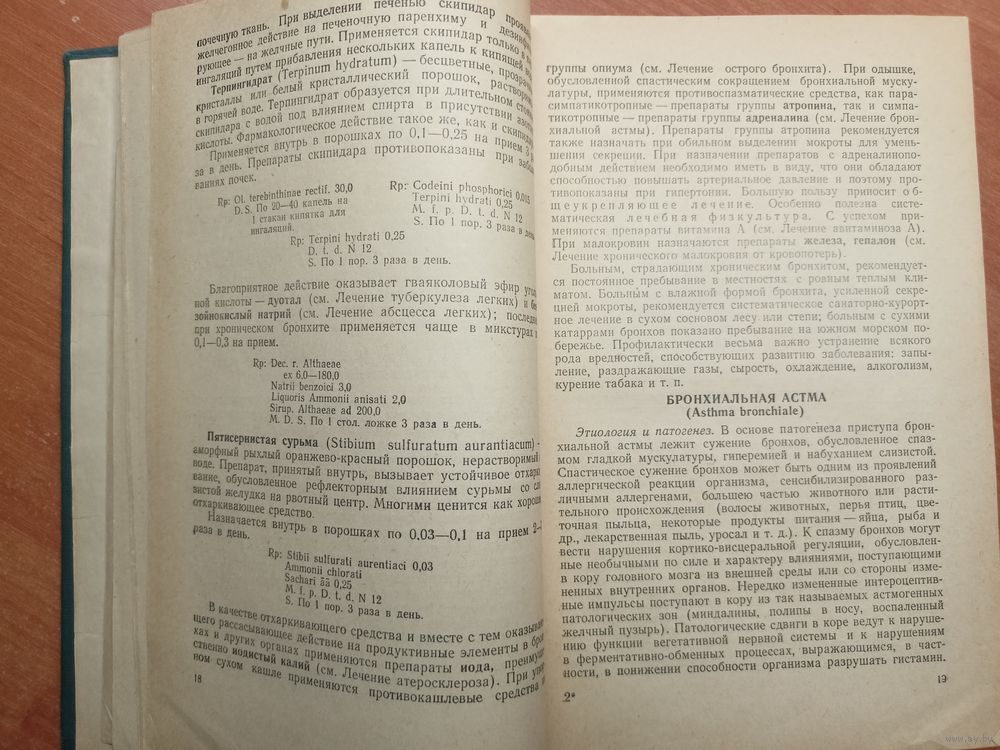 почечную ткань. При выделении печенью скипидар
желчегонное действие на печеночную паренхиму и
рующее — на желчные пути. Применяется скипидар только в
ингаляций путем прибавления нескольких капель к кипящей
Терпингидрат (Terpinum hydratum) — бесцветные,
кристаллы или белый кристаллический порошок,
в горячей воде. Терпингидрат образуется при длительном
скипидара с водой под влиянием спирта в присутствии
кислоты. Фармакологическое действие такое же, как и
Применяется внутрь в порошках по 0,1—0,25 на прием 3
за в день. Препараты скипидара противопоказаны при
ваниях почек.
Rp: Ol. terebinthinae rectif. 30,0
D. S. По 20—40 капель на
1 стакан кипятка для
ингаляций.
Rp: Codeini phosphorici 0,015
Terpini hydrati 0,25
M. f. p. D. t. d. N 12
S. По 1 пор. 3 раза в день
Rp: Terpini hydrati 0,25
D. t. d. N 12
S. По 1 пор. 3 раза в день.
Благоприятное действие оказывает гваяколовый эфир
ной кислоты — дуотал (см. Лечение туберкулеза легких) и
зойнокислый натрий (см. Лечение абсцесса легких);
при хроническом бронхите применяется чаще в микстурах
0,1—0,3 на прием.
Rp: Dec. r. Althaeae
ex 6,0—180,0
Natrii benzoici 3,0
Liquoris Ammonii anisati 2,0
Sirup. Althaeae ad 200,0
M. D. S. По 1 стол. ложке 3 раза в день.
Пятисернистая сурьма (Stibium sulfuratum aurantiacum) -
аморфный рыхлый оранжево-красный порошок, нерастворимый
воде. Препарат, принятый внутрь, вызывает устойчивое
вание, обусловленное рефлекторным влиянием сурьмы со
зистой желудка на рвотный центр. Многими ценится как
отхаркивающее средство.
Назначается внутрь в порошках по 0,03—0,1 на прием
раза в день.
Rp: Stibii sulfurati aurentiaci 0,03
Ammonii chlorati
Sachari āā 0,25
M. f. p. D. t. d. N 12
S. По 1 пор. 3 раза в день.
В качестве отхаркивающего средства и вместе с тем
щего рассасывающее действие на продуктивные элементы в
хах и других органах применяются препараты иода,
ственно иодистый калий (см. Лечение атеросклероза). При
ном сухом кашле применяются противокашлевые средства
18
группы опиума (см. Лечение острого бронхита). При одышке,
обусловленной спастическим сокращением бронхиальной муску-
латуры, применяются противоспазматические средства, как пара-
симпатикотропные — препараты группы атропина, так и симпа-
тикотропные — препараты группы адреналина (см. Лечение брон-
хиальной астмы). Препараты группы атропина рекомендуется
также назначать при обильном выделении мокроты для умень-
шения секреции. При назначении препаратов с адреналинопо-
добным действием необходимо иметь в виду, что они обладают
способностью повышать артериальное давление и поэтому про-
тивопоказаны при гипертонии. Большую пользу приносит об-
щеукрепляющее лечение. Особенно полезна систе-
матическая лечебная физкультура. С успехом при-
меняются препараты витамина А (см. Лечение авитаминоза А).
При малокровии назначаются препараты железа, гепалон (см.
Лечение хронического малокровия от кровопотерь).
Больным, страдающим хроническим бронхитом, рекомендует-
ся постоянное пребывание в местностях с ровным теплым кли-
матом. Больным с влажной формой бронхита, усиленной секре-
цией мокроты, рекомендуется систематическое санаторно-курорт-
ное лечение в сухом сосновом лесу или степи; больным с сухими
катаррами бронхов показано пребывание на южном морском по-
бережье. Профилактически весьма важно устранение всякого
рода вредностей, способствующих развитию заболевания: запы-
ление, раздражающие газы, сырость, охлаждение, алкоголизм,
курение табака и т. п.
БРОНХИАЛЬНАЯ АСТМА
(Asthma bronchiale)
Этиология и патогенез. В основе патогенеза приступа брон-
хиальной астмы лежит сужение бронхов, обусловленное спаз-
мом гладкой мускулатуры, гиперемией и набуханием слизистой.
Спастическое сужение бронхов может быть одним из проявлений
аллергической реакции организма, сенсибилизированного раз-
личными аллергенами, большею частью животного или расти-
тельного происхождения (волосы животных, перья птиц, цве-
точная пыльца, некоторые продукты питания — яйца, рыба и
др., лекарственная пыль, уросал и т. д.). К спазму бронхов могут
вести нарушения кортико-висцеральной регуляции, обусловлен-
ные необычными по силе и характеру влияниями, поступающими
в кору головного мозга из внешней среды или со стороны изме-
ненных внутренних органов. Нередко измененные интероцептив-
ные импульсы поступают в кору из так называемых астмогенных
патологических зон (миндалины, полипы в носу, воспаленный
желчный пузырь). Патологические сдвиги в коре ведут к наруше-
нию функции вегетативной нервной системы и к нарушениям
в ферментативно-обменных процессах, выражающимся, в част-
ности, в понижении способности организма разрушать гистамин.
2*
19